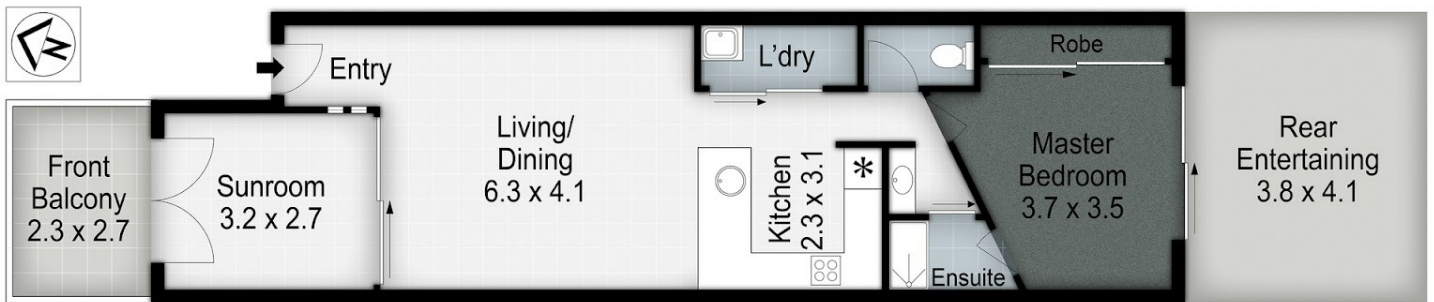 N
Entry
Front
Balcony
2.3 x 2.7
Sunroom
3.2 x 2.7
Living/
Dining
6.3 x 4.1
L'dry
Kitchen
2.3 x 3.1
*
Ensuite
Robe
Master
Bedroom
3.7 x 3.5
Rear
Entertaining
3.8 x 4.1